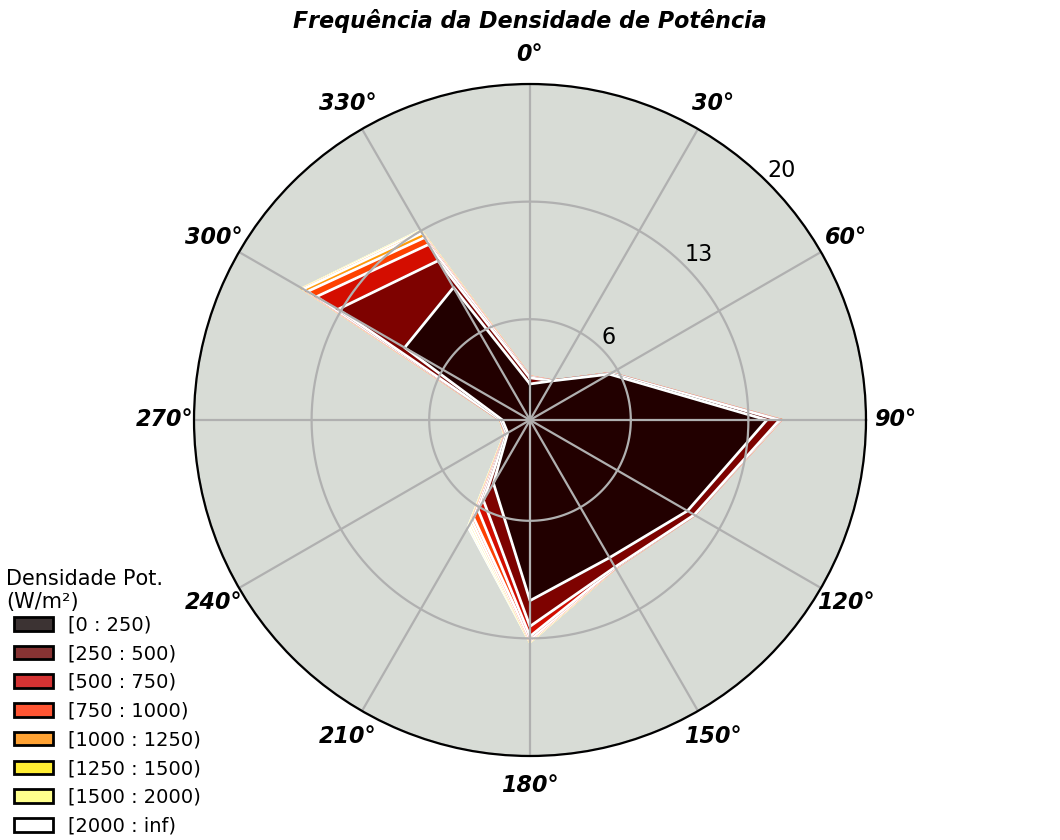 Frequência da Densidade de Potência
0°
330°
30°
20
300°
60°
13
6
270°
90°
240°
120°
210°
150°
180°
Densidade Pot.
(W/m²)
[0 : 250)
[250 : 500)
[500 : 750)
[750 : 1000)
[1000 : 1250)
[1250 : 1500)
[1500 : 2000)
[2000 : inf)